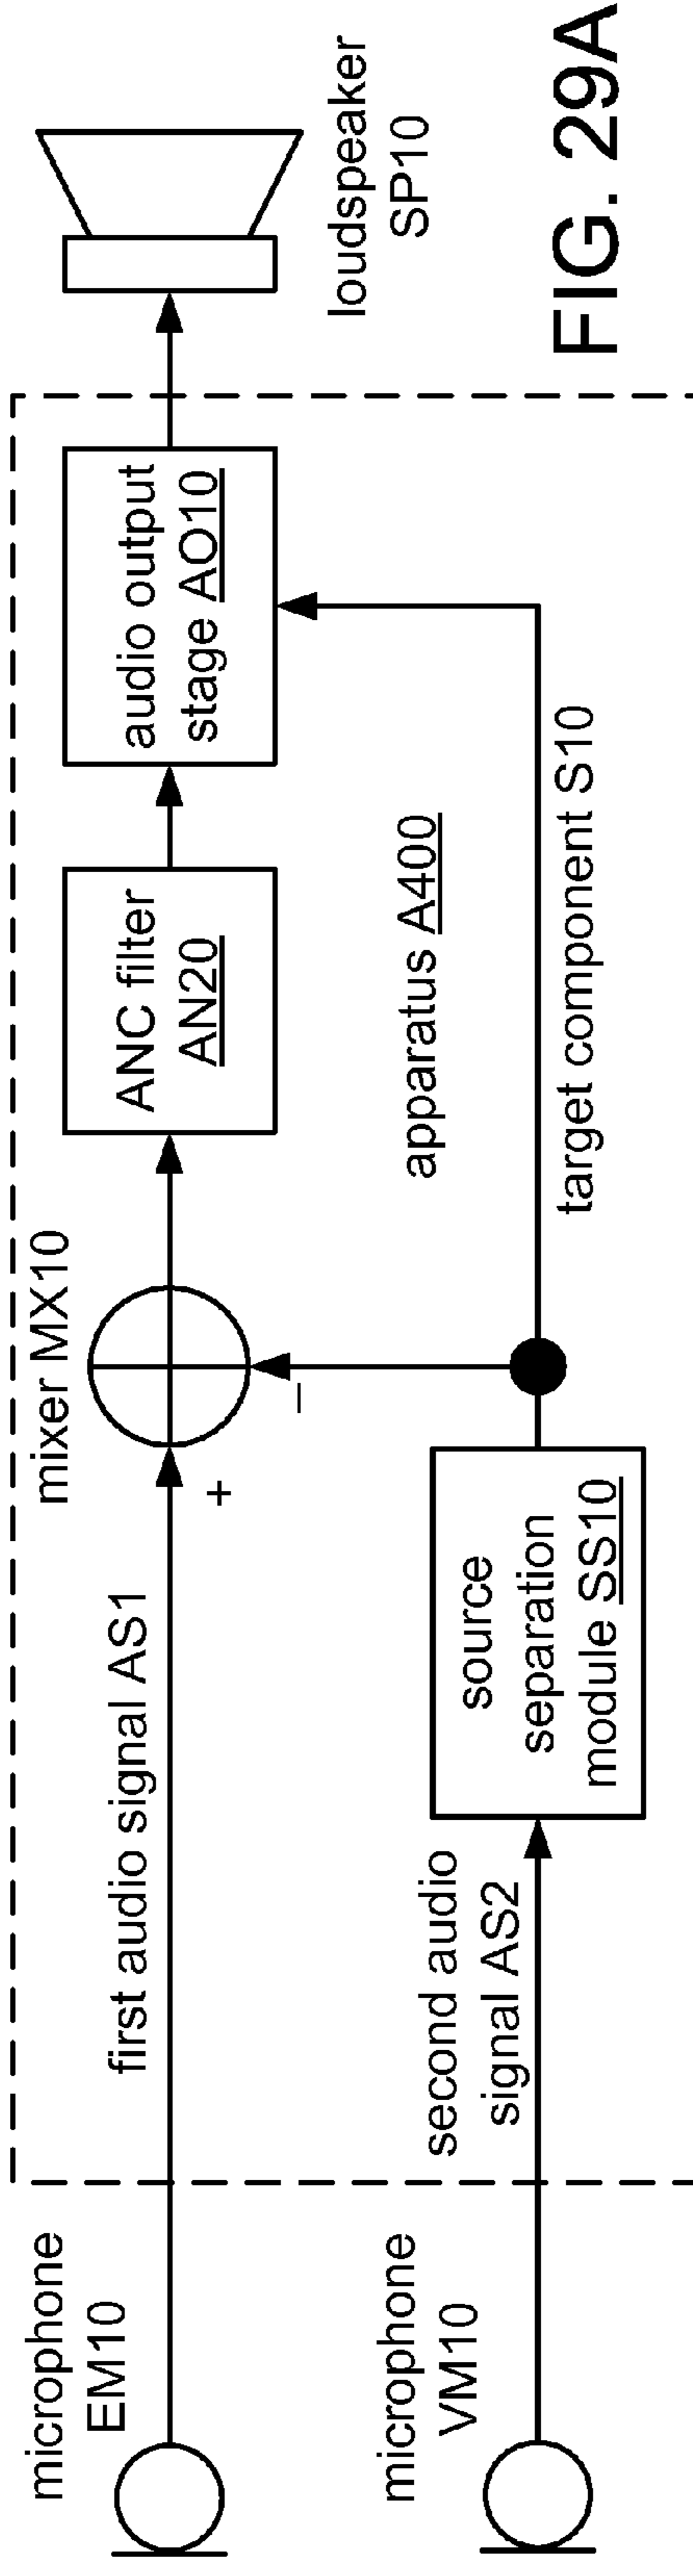 microphone
EM10
first audio signal AS1
+
mixer MX10
–
ANC filter
AN20
audio output
stage AO10
loudspeaker
SP10
apparatus A400
microphone
VM10
second audio
signal AS2
source
separation
module SS10
target component S10
FIG. 29A